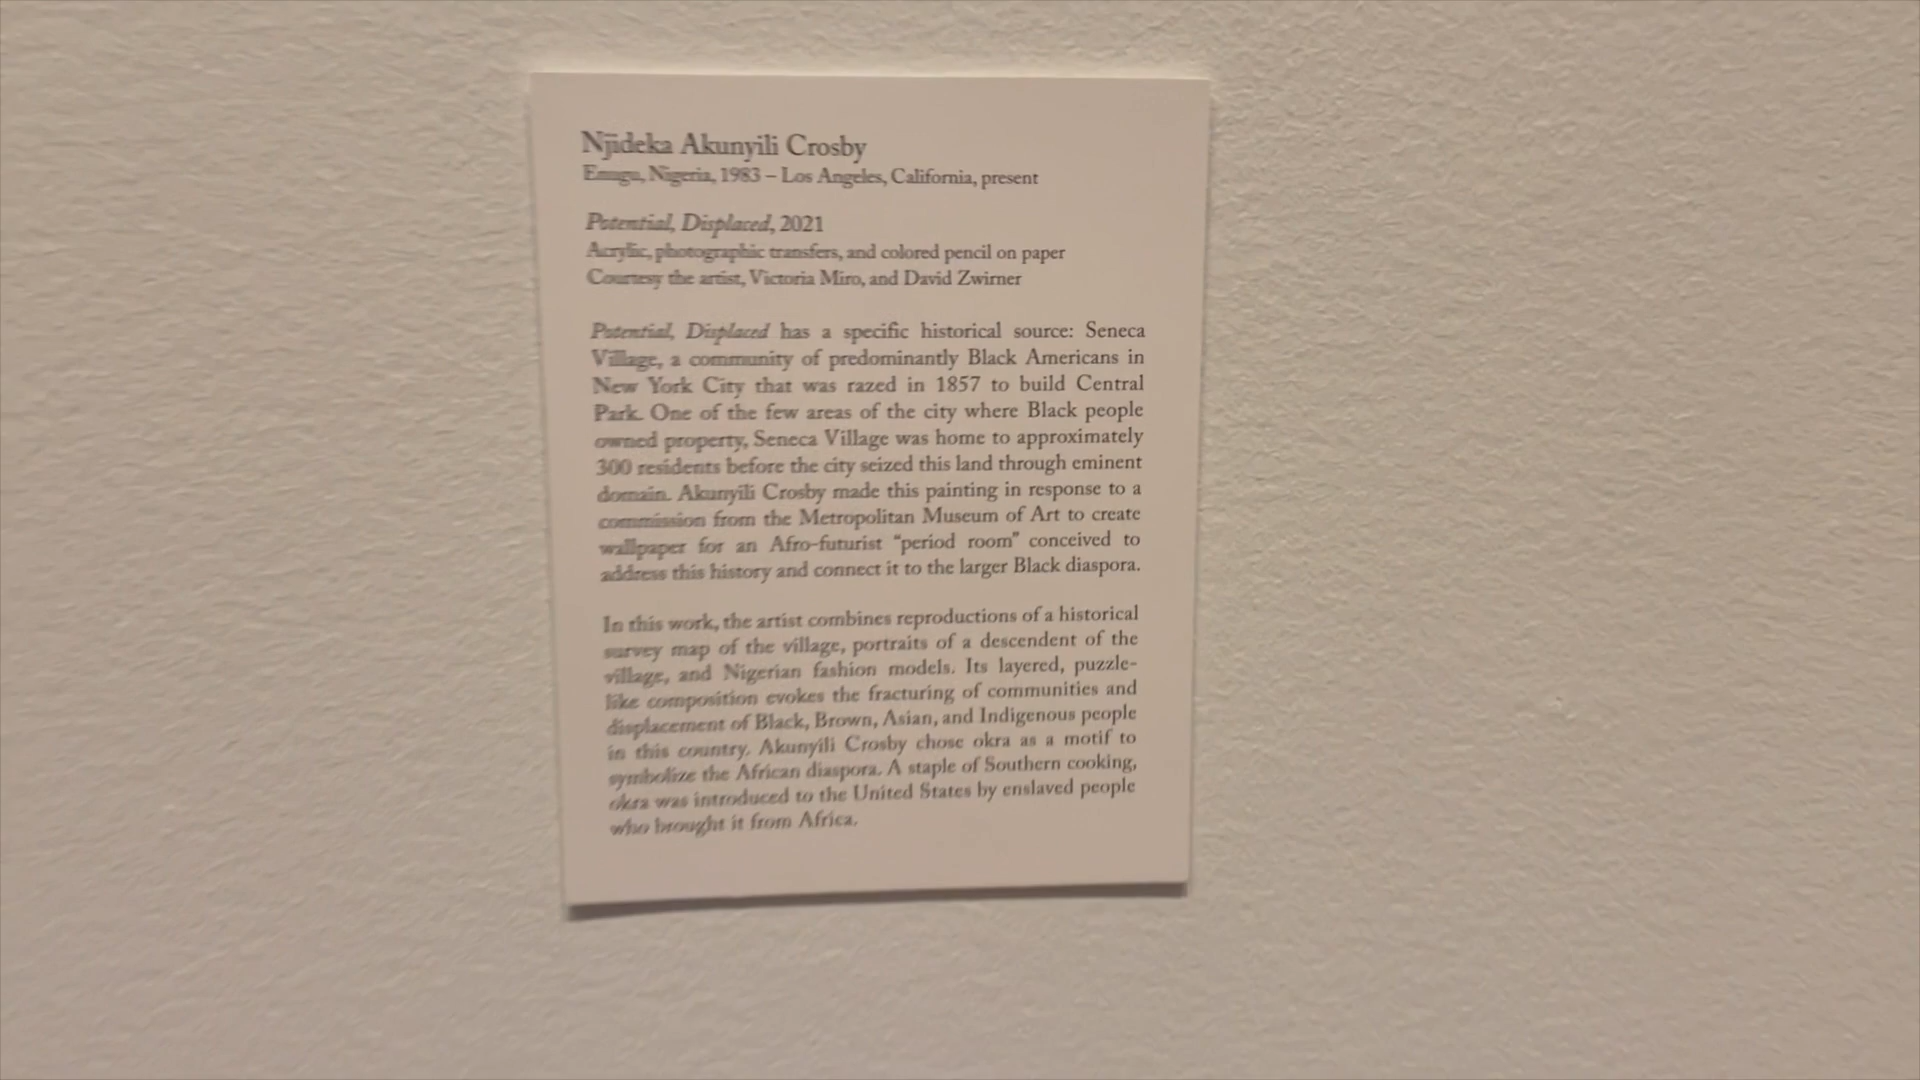 Njideka Akunyili Crosby
Enugu, Nigeria, 1983 – Los Angeles, California, present
Potential, Displaced, 2021
Acrylic, photographic transfers, and colored pencil on paper
Courtesy the artist, Victoria Miro, and David Zwirner
Potential, Displaced has a specific historical source: Seneca
Village, a community of predominantly Black Americans in
New York City that was razed in 1857 to build Central
Park. One of the few areas of the city where Black people
owned property, Seneca Village was home to approximately
300 residents before the city seized this land through eminent
domain. Akunyili Crosby made this painting in response to a
commission from the Metropolitan Museum of Art to create
wallpaper for an Afro-futurist “period room” conceived to
address this history and connect it to the larger Black diaspora.
In this work, the artist combines reproductions of a historical
survey map of the village, portraits of a descendent of the
village, and Nigerian fashion models. Its layered, puzzle-
like composition evokes the fracturing of communities and
displacement of Black, Brown, Asian, and Indigenous people
in this country. Akunyili Crosby chose okra as a motif to
symbolize the African diaspora. A staple of Southern cooking,
okra was introduced to the United States by enslaved people
who brought it from Africa.